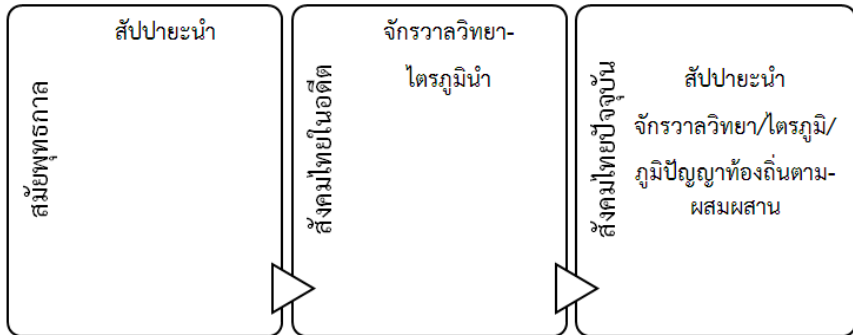 สมัยพุทธกาล
สัปปายะนำ
สังคมไทยในอดีต
จักรวาลวิทยา-
ไตรภูมินำ
สังคมไทยปัจจุบัน
สัปปายะนำ
จักรวาลวิทยา/ไตรภูมิ/
ภูมิปัญญาท้องถิ่นตาม-
ผสมผสาน